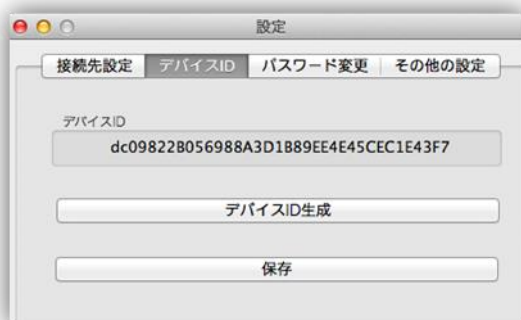 設定
接続先設定 デバイスID パスワード変更 その他の設定
デバイスID
dc09822B056988A3D1B89EE4E45CEC1E43F7
デバイスID生成
保存